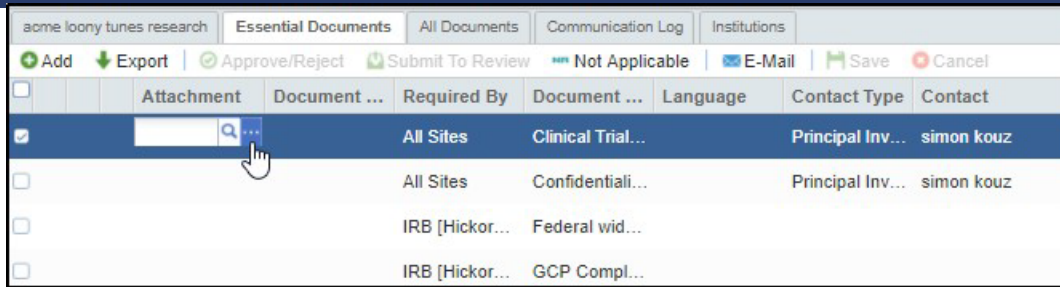 acme loony tunes research Essential Documents All Documents Communication Log Institutions
Add Export Approve/Reject Submit To Review Not Applicable E-Mail Save Cancel
Attachment Document ... Required By Document ... Language Contact Type Contact
All Sites Clinical Trial... Principal Inv... simon kouz
All Sites Confidentiali... Principal Inv... simon kouz
IRB [Hickor... Federal wid...
IRB [Hickor... GCP Compl...